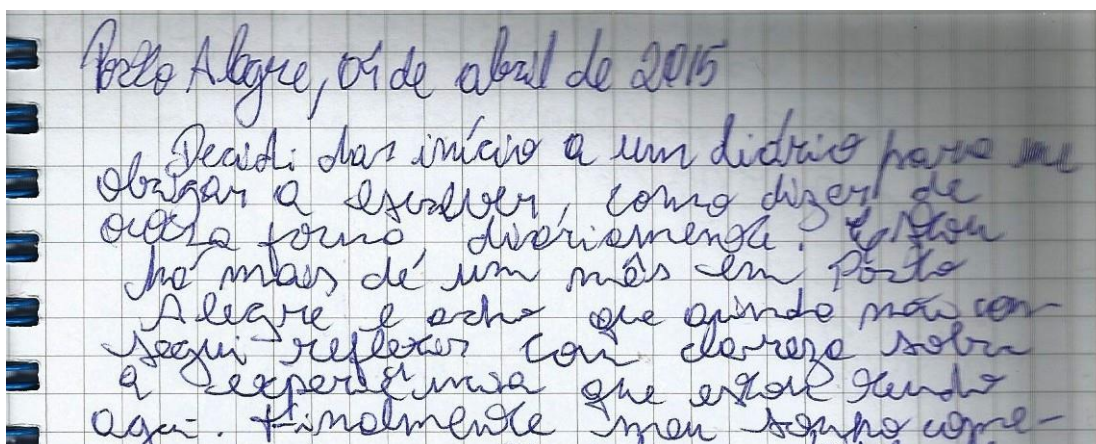 Porto Alegre, 04 de abril de 2015
Decidi dar início a um diário para me
obrigar a escrever, como dizer de
outra forma, diariamente? Estou
há mais de um mês em Porto
Alegre e acho que ainda não con-
segui refletir com clareza sobre
a experiência que estou tendo
aqui. Finalmente meu sonho come-